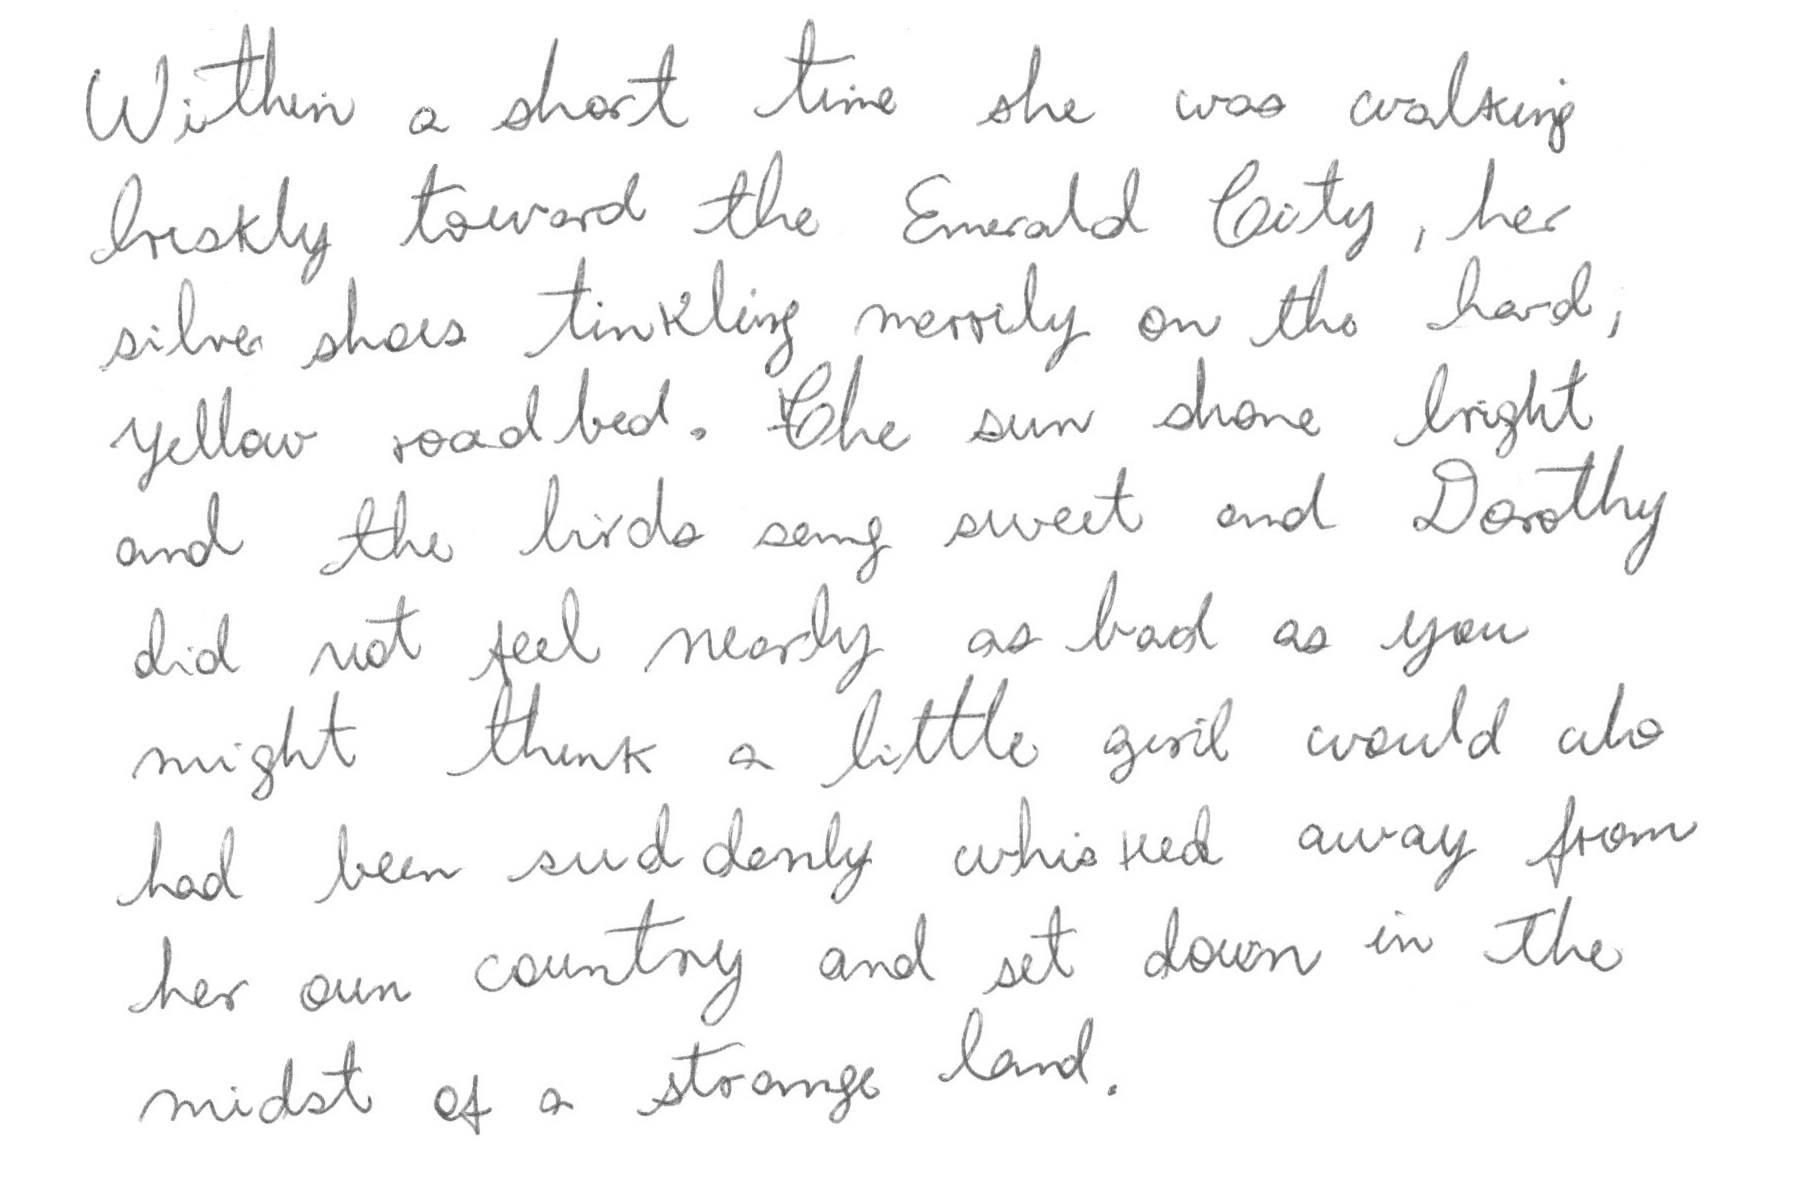 Within a short time she was walking
briskly toward the Emerald City, her
silver shoes tinkling merrily on the hard,
yellow roadbed. The sun shone bright
and the birds sang sweet and Dorothy
did not feel nearly as bad as you
might think a little girl would who
had been suddenly whisked away from
her own country and set down in the
midst of a strange land.